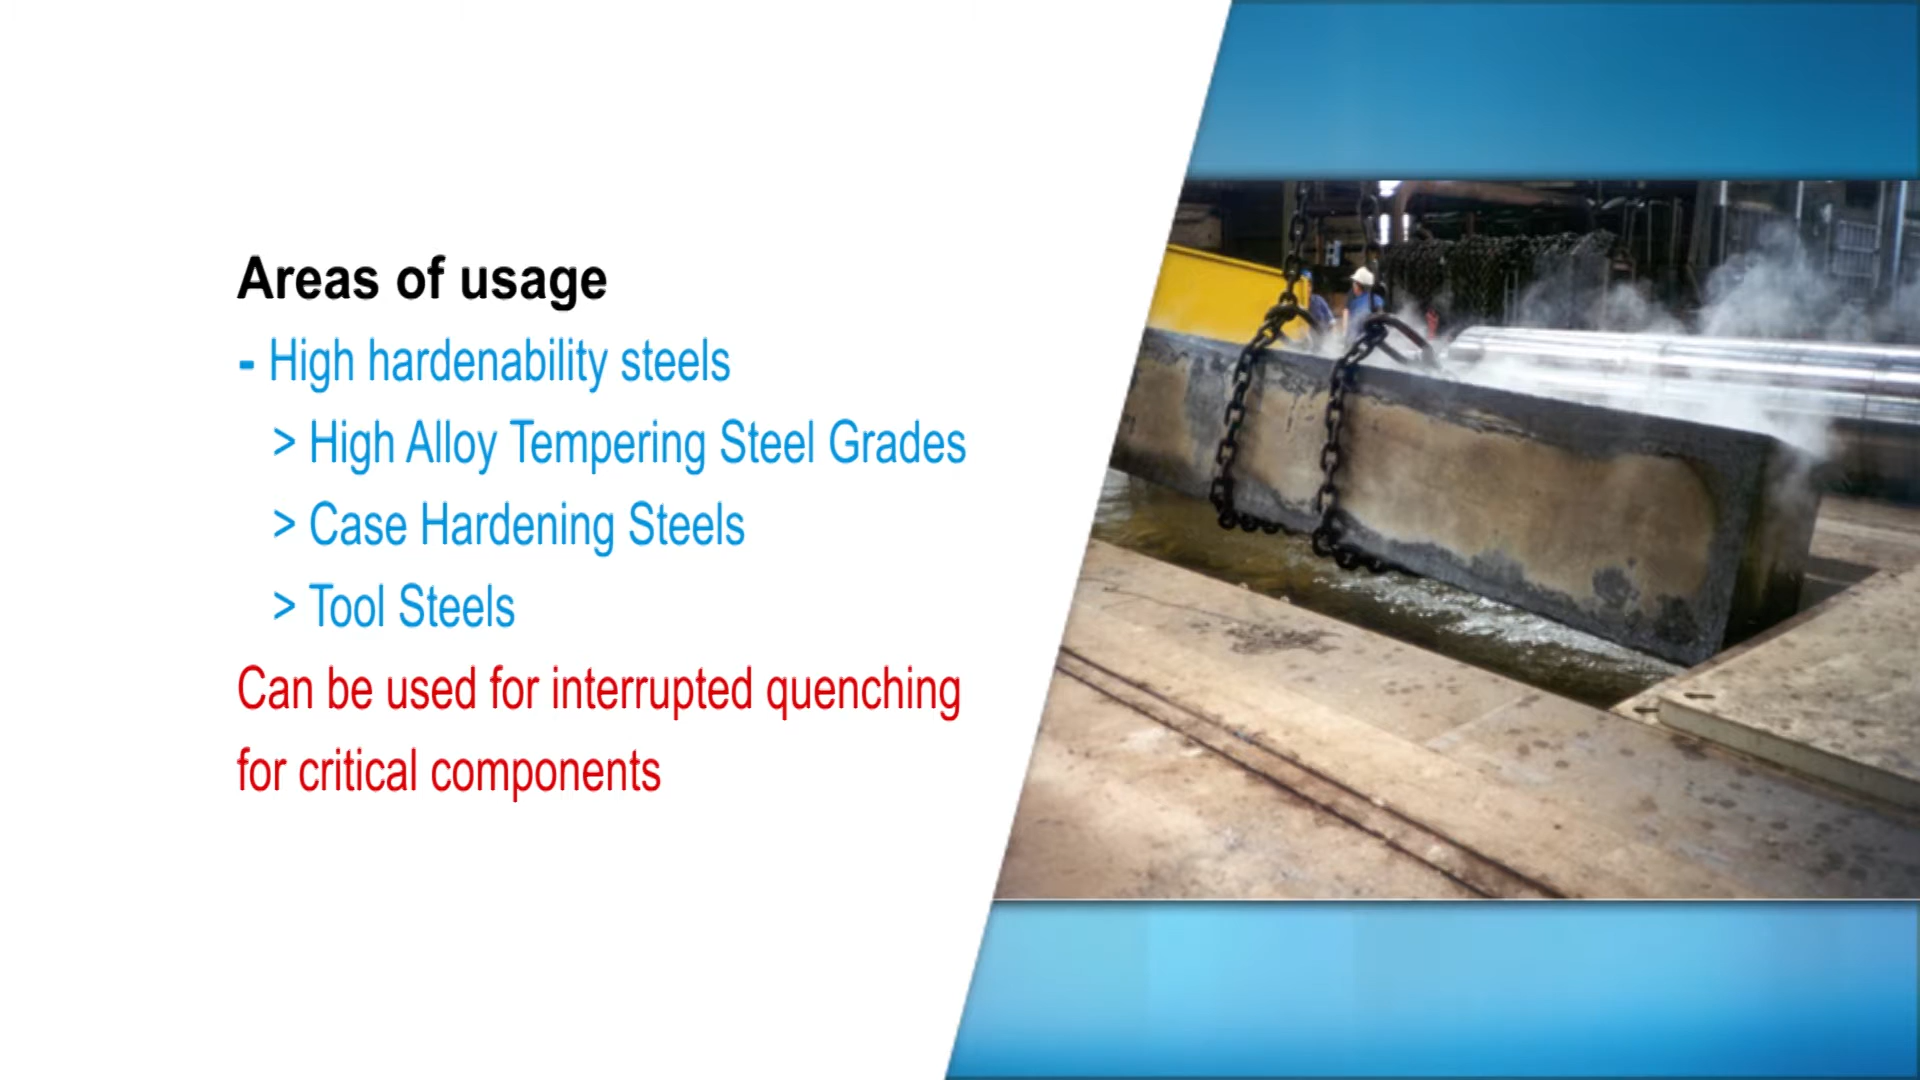 Areas of usage
- High hardenability steels
> High Alloy Tempering Steel Grades
> Case Hardening Steels
> Tool Steels
Can be used for interrupted quenching
for critical components